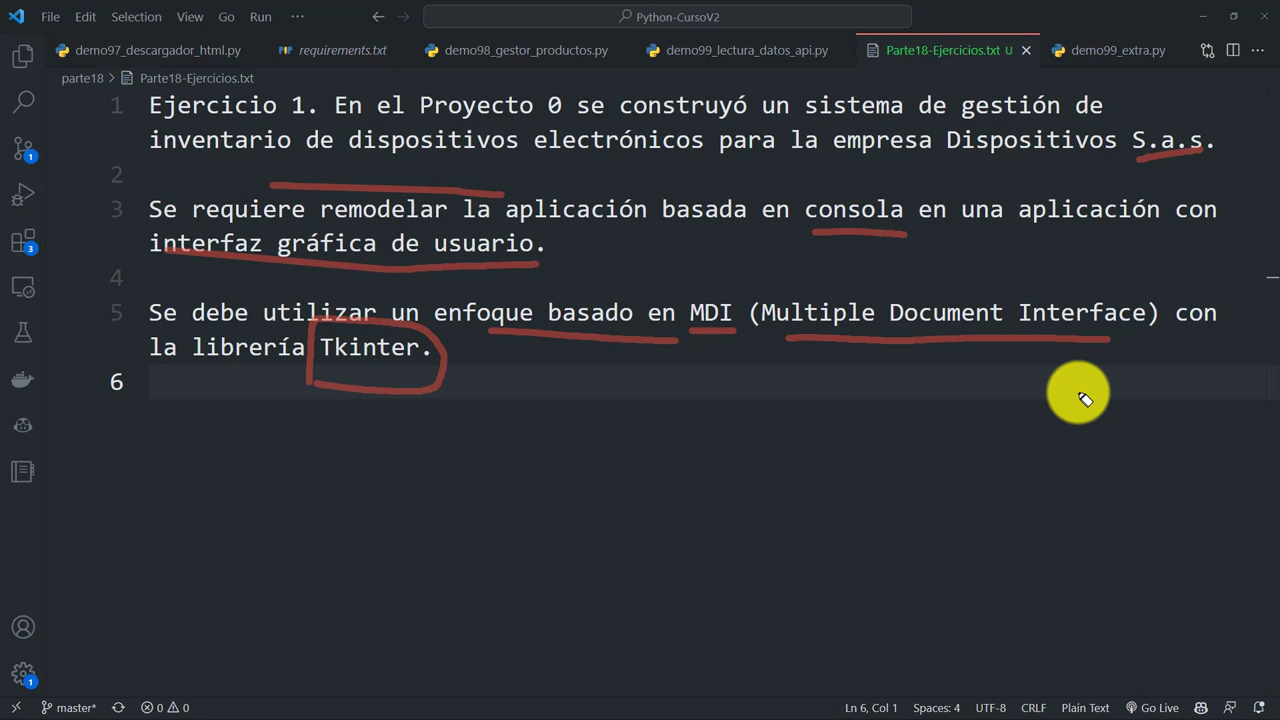 File Edit Selection View Go Run ··· Python-CursoV2
demo97_descargador_html.py requirements.txt demo98_gestor_productos.py demo99_lectura_datos_api.py Parte18-Ejercicios.txt U demo99_extra.py
parte18 > Parte18-Ejercicios.txt
1 Ejercicio 1. En el Proyecto 0 se construyó un sistema de gestión de
inventario de dispositivos electrónicos para la empresa Dispositivos S.a.s.
2
3 Se requiere remodelar la aplicación basada en consola en una aplicación con
interfaz gráfica de usuario.
4
5 Se debe utilizar un enfoque basado en MDI (Multiple Document Interface) con
la librería Tkinter.
6
1
3
1
master* 0 0 Ln 6, Col 1 Spaces: 4 UTF-8 CRLF Plain Text Go Live